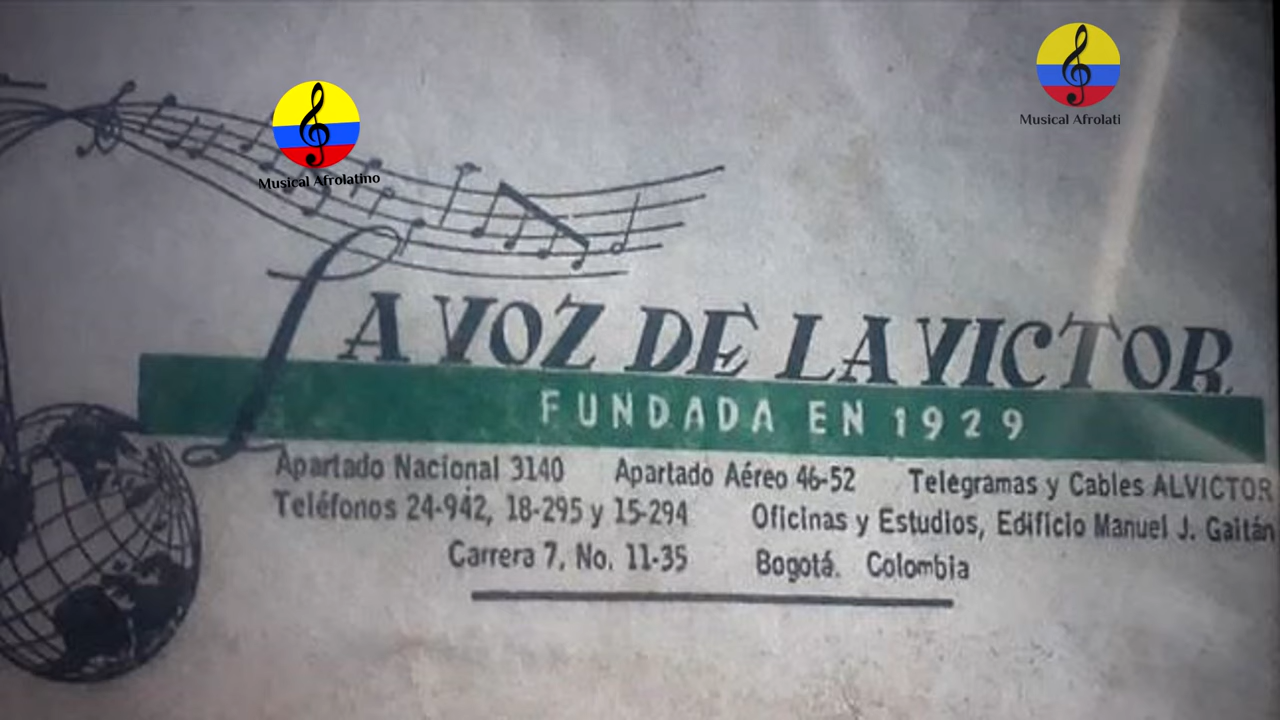 Musical Afrolatino
Musical Afrolati
LA VOZ DE LA VICTOR
FUNDADA EN 1929
Apartado Nacional 3140 Apartado Aéreo 46-52 Telegramas y Cables ALVICTOR
Teléfonos 24-942, 18-295 y 15-294 Oficinas y Estudios, Edificio Manuel J. Gaitán
Carrera 7, No. 11-35 Bogotá. Colombia